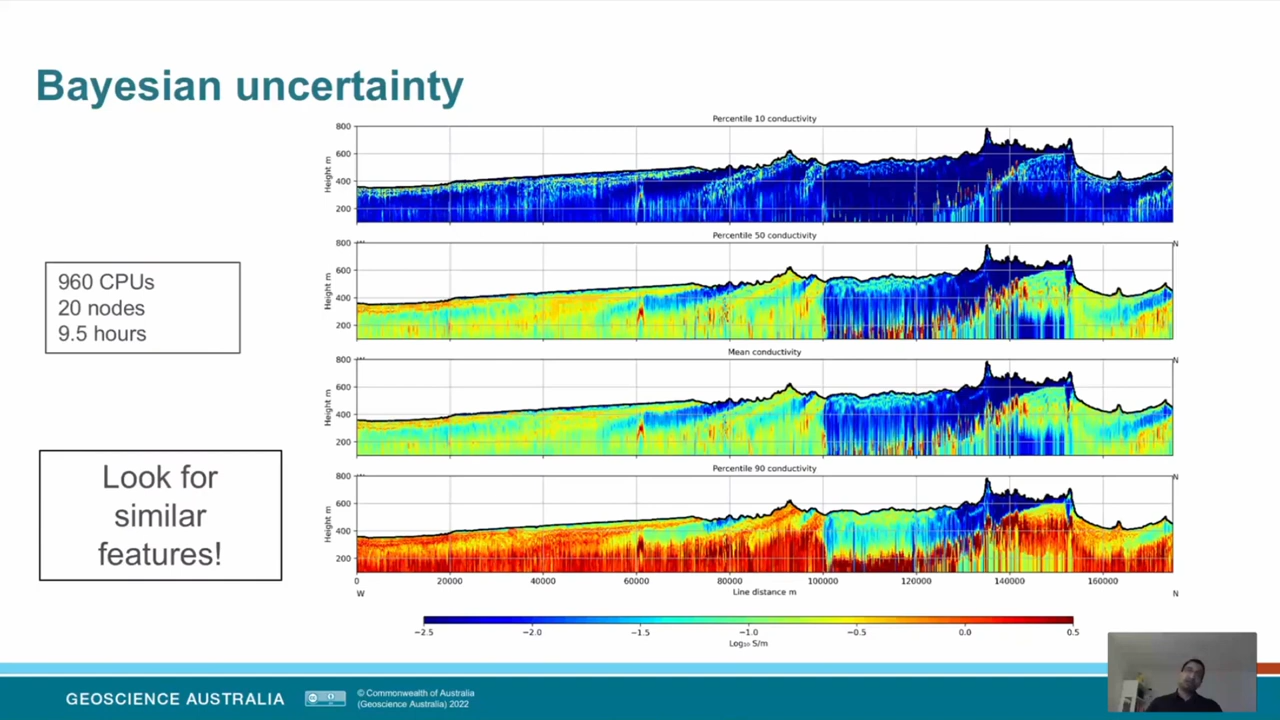 Bayesian uncertainty
960 CPUs
20 nodes
9.5 hours
Look for
similar
features!
Percentile 10 conductivity
800
600
400
200
Height m
Percentile 50 conductivity
800
600
400
200
Height m
N
Mean conductivity
800
600
400
200
Height m
N
Percentile 90 conductivity
800
600
400
200
Height m
N
0 20000 40000 60000 80000 100000 120000 140000 160000
W Line distance m N
−2.5 −2.0 −1.5 −1.0 −0.5 0.0 0.5
Log₁₀ S/m
GEOSCIENCE AUSTRALIA
© Commonwealth of Australia
(Geoscience Australia) 2022